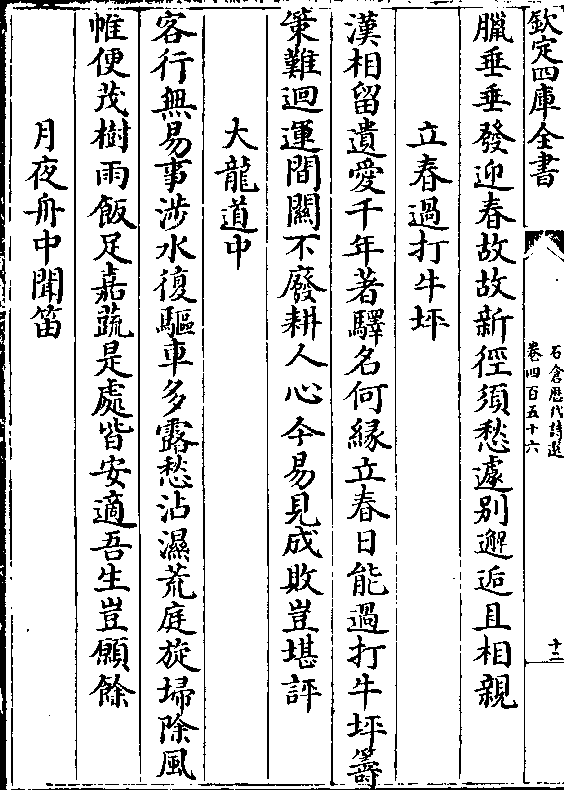 欽定四庫全書
石倉歴代詩選
卷四百五十六
十二
臘垂垂發迎春故故新徑須愁遽别邂逅且相親
立春過打牛坪
漢相留遺愛千年著驛名何緣立春日能過打牛坪籌
策難迴運間關不廢耕人心今易見成敗豈堪評
大龍道中
客行無易事涉水復驅車多露愁沾濕荒庭旋埽除風
帷便茂樹雨飯足嘉蔬是處皆安適吾生豈願餘
月夜舟中聞笛